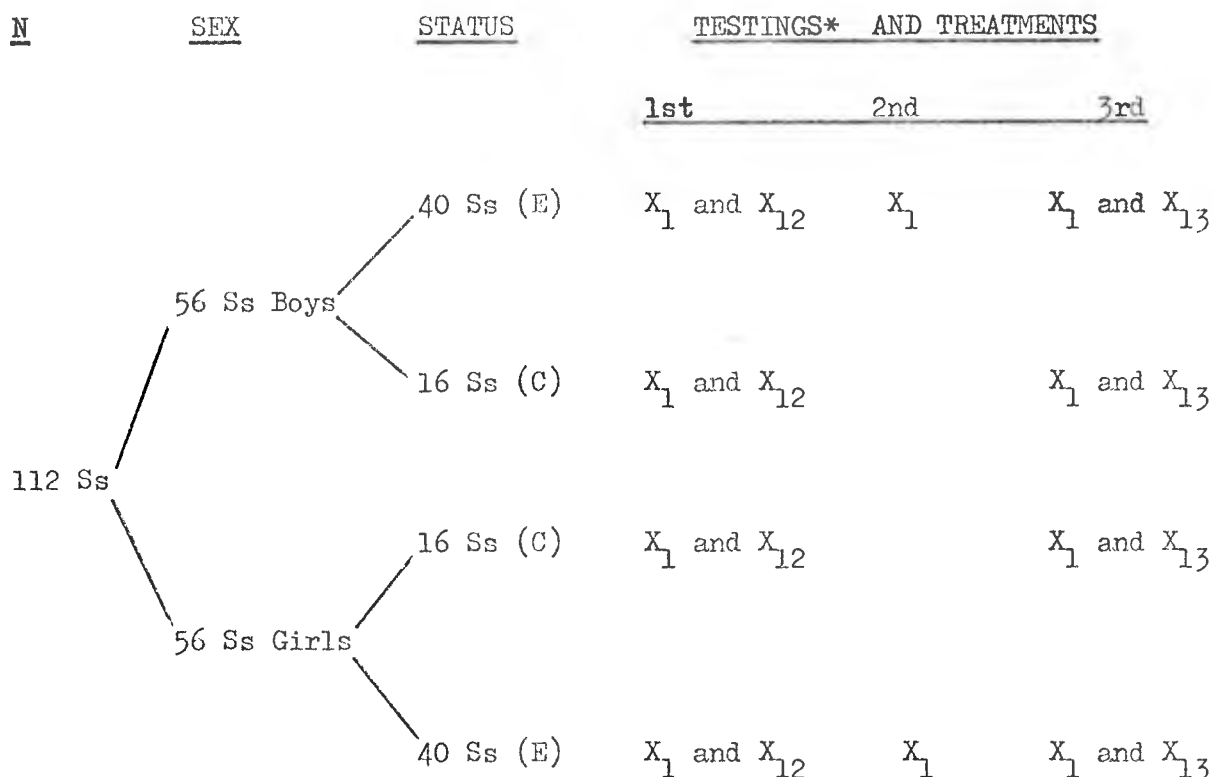 N SEX STATUS TESTINGS* AND TREATMENTS
1st 2nd 3rd
40 Ss (E) X1 and X12 X1 X1 and X13
56 Ss Boys
16 Ss (C) X1 and X12 X1 and X13
112 Ss
16 Ss (C) X1 and X12 X1 and X13
56 Ss Girls
40 Ss (E) X1 and X12 X1 X1 and X13